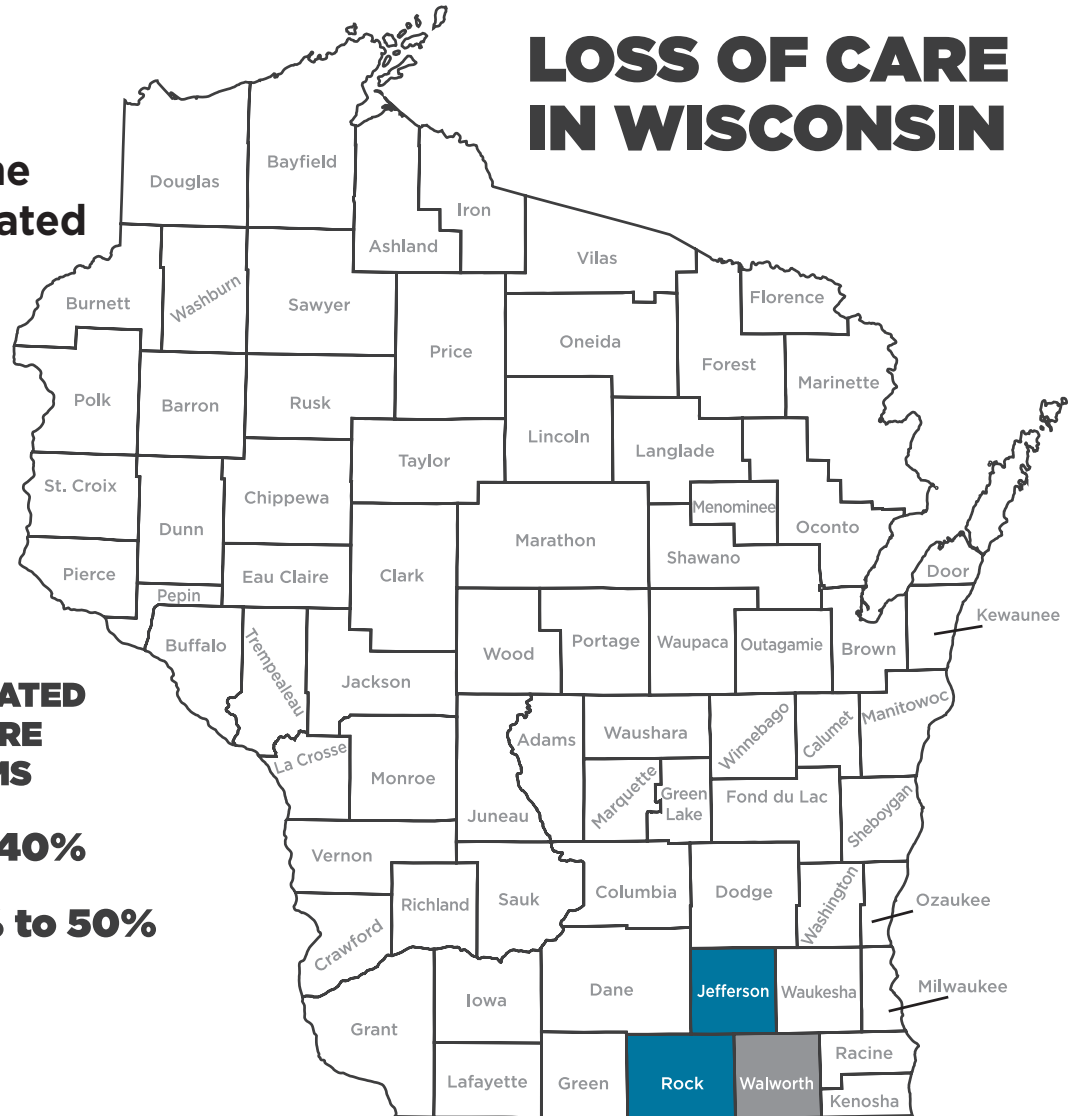 LOSS OF CARE
IN WISCONSIN
ated
ATED
RE
MS
40%
% to 50%
Douglas
Bayfield
Iron
Ashland
Vilas
Burnett
Washburn
Sawyer
Florence
Price
Oneida
Forest
Marinette
Polk
Barron
Rusk
Lincoln
Langlade
Taylor
St. Croix
Chippewa
Menominee
Dunn
Oconto
Marathon
Shawano
Pierce
Eau Claire
Clark
Door
Pepin
Kewaunee
Buffalo
Trempealeau
Wood
Portage
Waupaca
Outagamie
Brown
Jackson
Adams
Waushara
Winnebago
Calumet
Manitowoc
La Crosse
Monroe
Juneau
Marquette
Green
Lake
Fond du Lac
Sheboygan
Vernon
Richland
Sauk
Columbia
Dodge
Washington
Ozaukee
Crawford
Iowa
Dane
Jefferson
Waukesha
Milwaukee
Grant
Lafayette
Green
Rock
Walworth
Racine
Kenosha